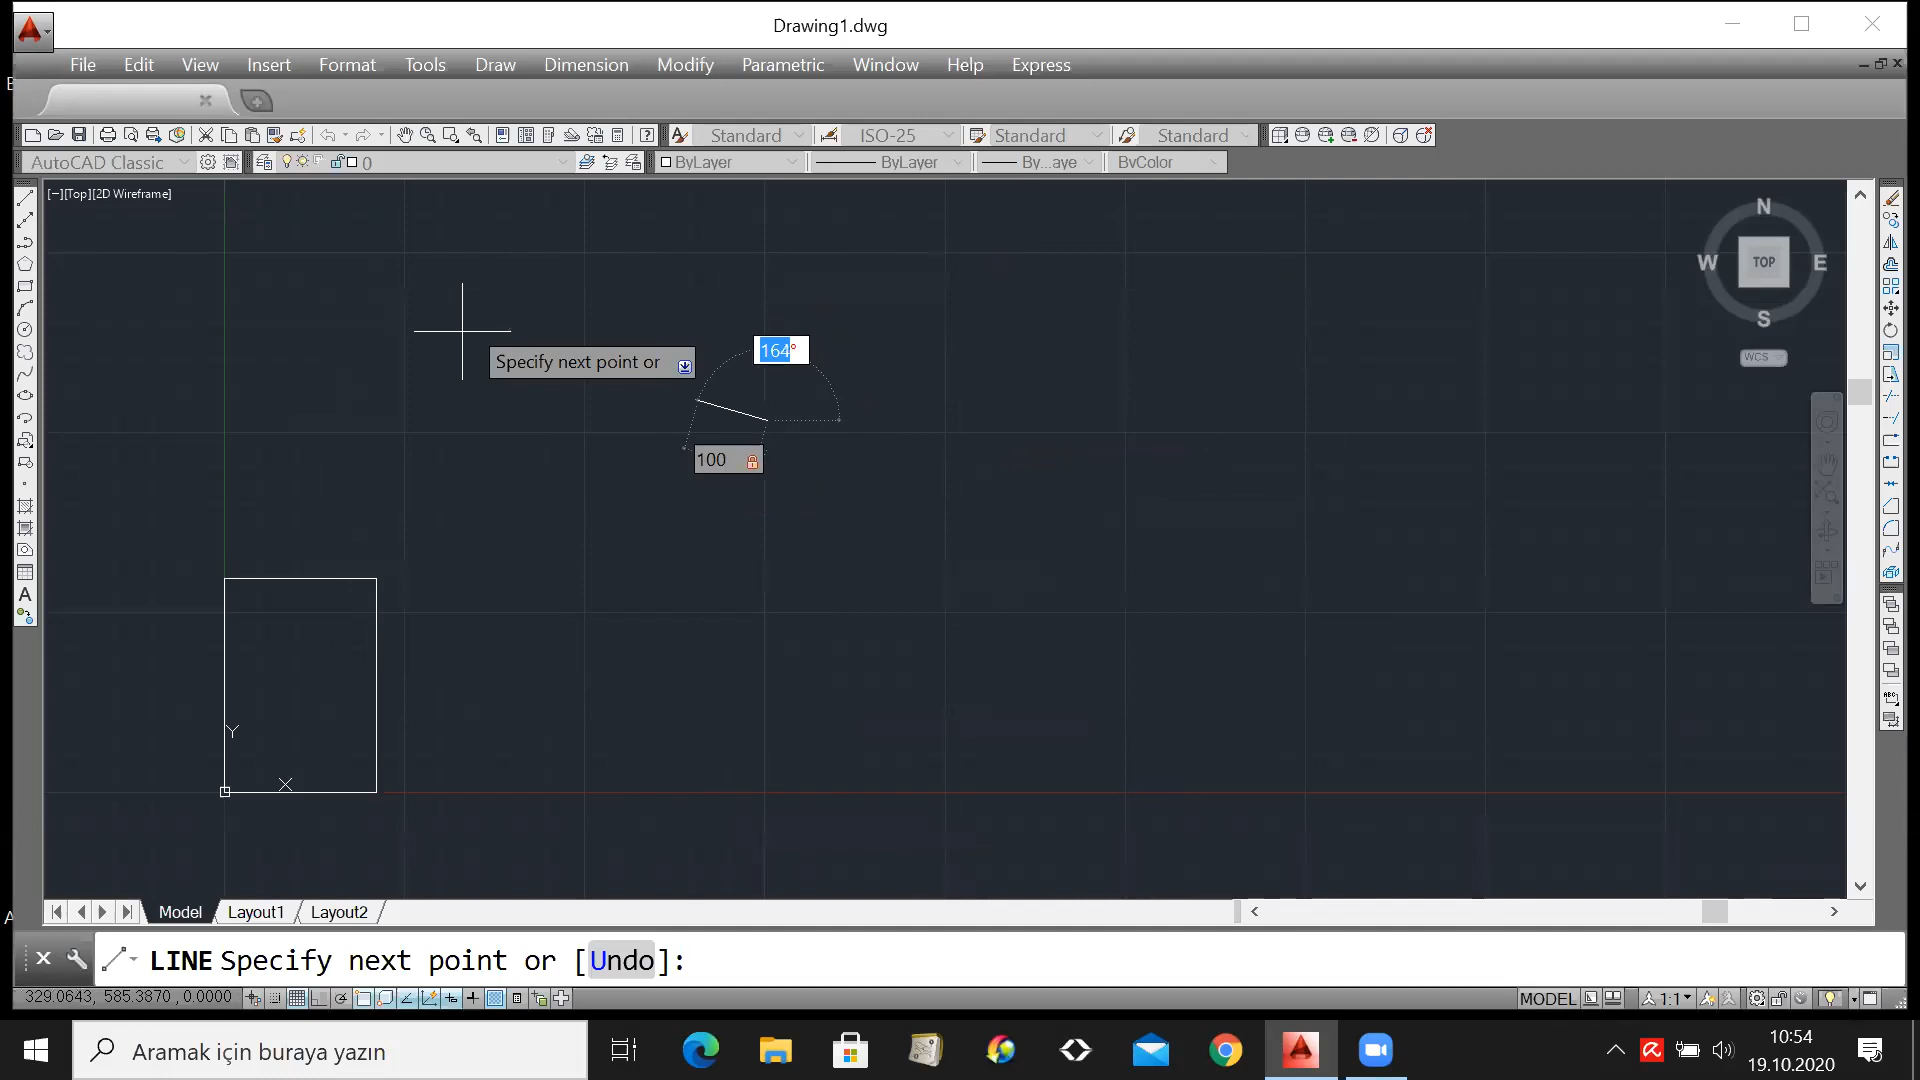 Drawing1.dwg
File Edit View Insert Format Tools Draw Dimension Modify Parametric Window Help Express
Standard ISO-25 Standard Standard
AutoCAD Classic 0 ByLayer ByLayer By...aye ByColor
[−][Top][2D Wireframe]
N
W TOP E
S
WCS
164°
Specify next point or
100
Y
X
Model Layout1 Layout2
LINE Specify next point or [Undo]:
329.0643, 585.3870 , 0.0000 MODEL 1:1
Aramak için buraya yazın
10:54
19.10.2020